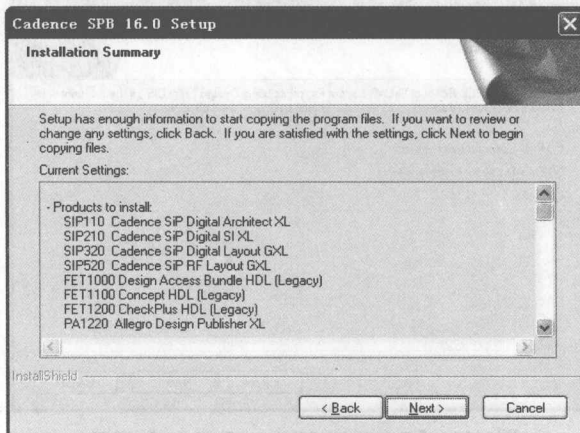 Cadence SPB 16.0 Setup
Installation Summary
Setup has enough information to start copying the program files. If you want to review or
change any settings, click Back. If you are satisfied with the settings, click Next to begin
copying files.
Current Settings:
- Products to install:
SIP110 Cadence SiP Digital Architect XL
SIP210 Cadence SiP Digital SI XL
SIP320 Cadence SiP Digital Layout GXL
SIP520 Cadence SiP RF Layout GXL
FET1000 Design Access Bundle HDL (Legacy)
FET1100 Concept HDL (Legacy)
FET1200 CheckPlus HDL (Legacy)
PA1220 Allegro Design Publisher XL
InstallShield
< Back
Next >
Cancel